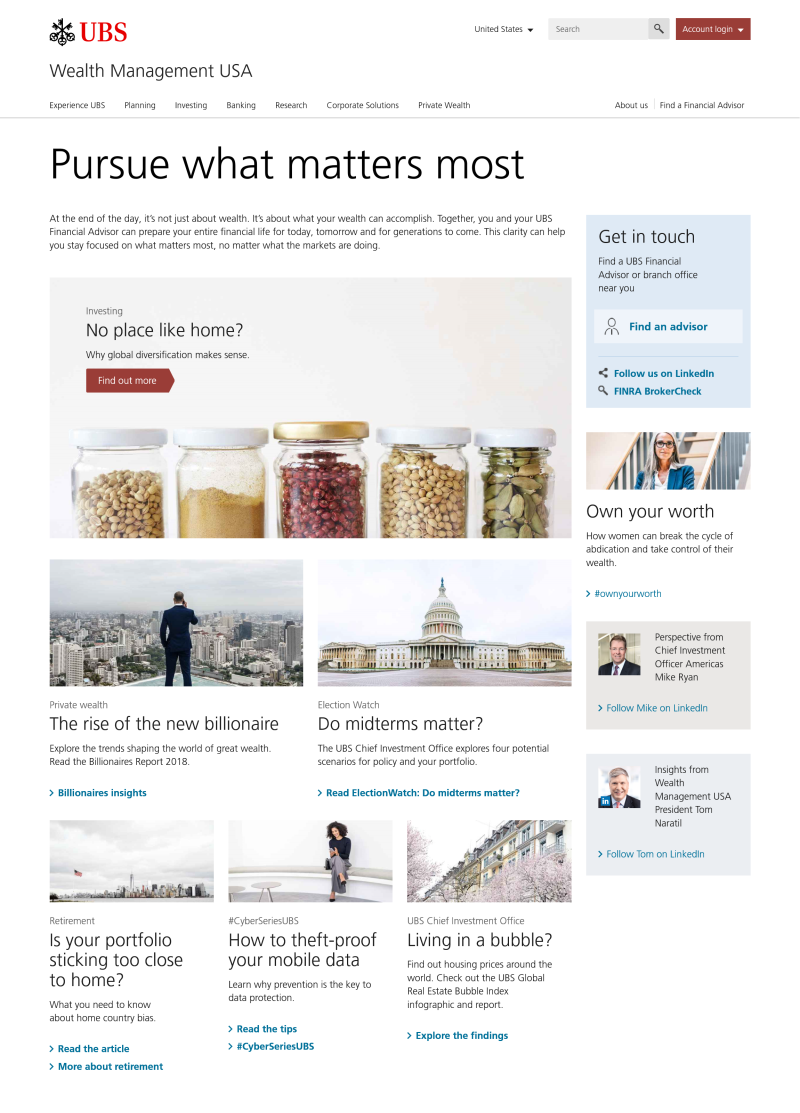 UBS
United States
Search
Account login
Wealth Management USA
Experience UBS
Planning
Investing
Banking
Research
Corporate Solutions
Private Wealth
About us
Find a Financial Advisor
Pursue what matters most
At the end of the day, it's not just about wealth. It's about what your wealth can accomplish. Together, you and your UBS
Financial Advisor can prepare your entire financial life for today, tomorrow and for generations to come. This clarity can help
you stay focused on what matters most, no matter what the markets are doing.
Investing
No place like home?
Why global diversification makes sense.
Find out more
Private wealth
The rise of the new billionaire
Explore the trends shaping the world of great wealth.
Read the Billionaires Report 2018.
Billionaires insights
Election Watch
Do midterms matter?
The UBS Chief Investment Office explores four potential
scenarios for policy and your portfolio.
Read ElectionWatch: Do midterms matter?
Retirement
Is your portfolio
sticking too close
to home?
What you need to know
about home country bias.
Read the article
More about retirement
#CyberSeriesUBS
How to theft-proof
your mobile data
Learn why prevention is the key to
data protection.
Read the tips
#CyberSeriesUBS
UBS Chief Investment Office
Living in a bubble?
Find out housing prices around the
world. Check out the UBS Global
Real Estate Bubble Index
infographic and report.
Explore the findings
Get in touch
Find a UBS Financial
Advisor or branch office
near you
Find an advisor
Follow us on LinkedIn
FINRA BrokerCheck
Own your worth
How women can break the cycle of
abdication and take control of their
wealth.
#ownyourworth
Perspective from
Chief Investment
Officer Americas
Mike Ryan
Follow Mike on LinkedIn
in
Insights from
Wealth
Management USA
President Tom
Naratil
Follow Tom on LinkedIn